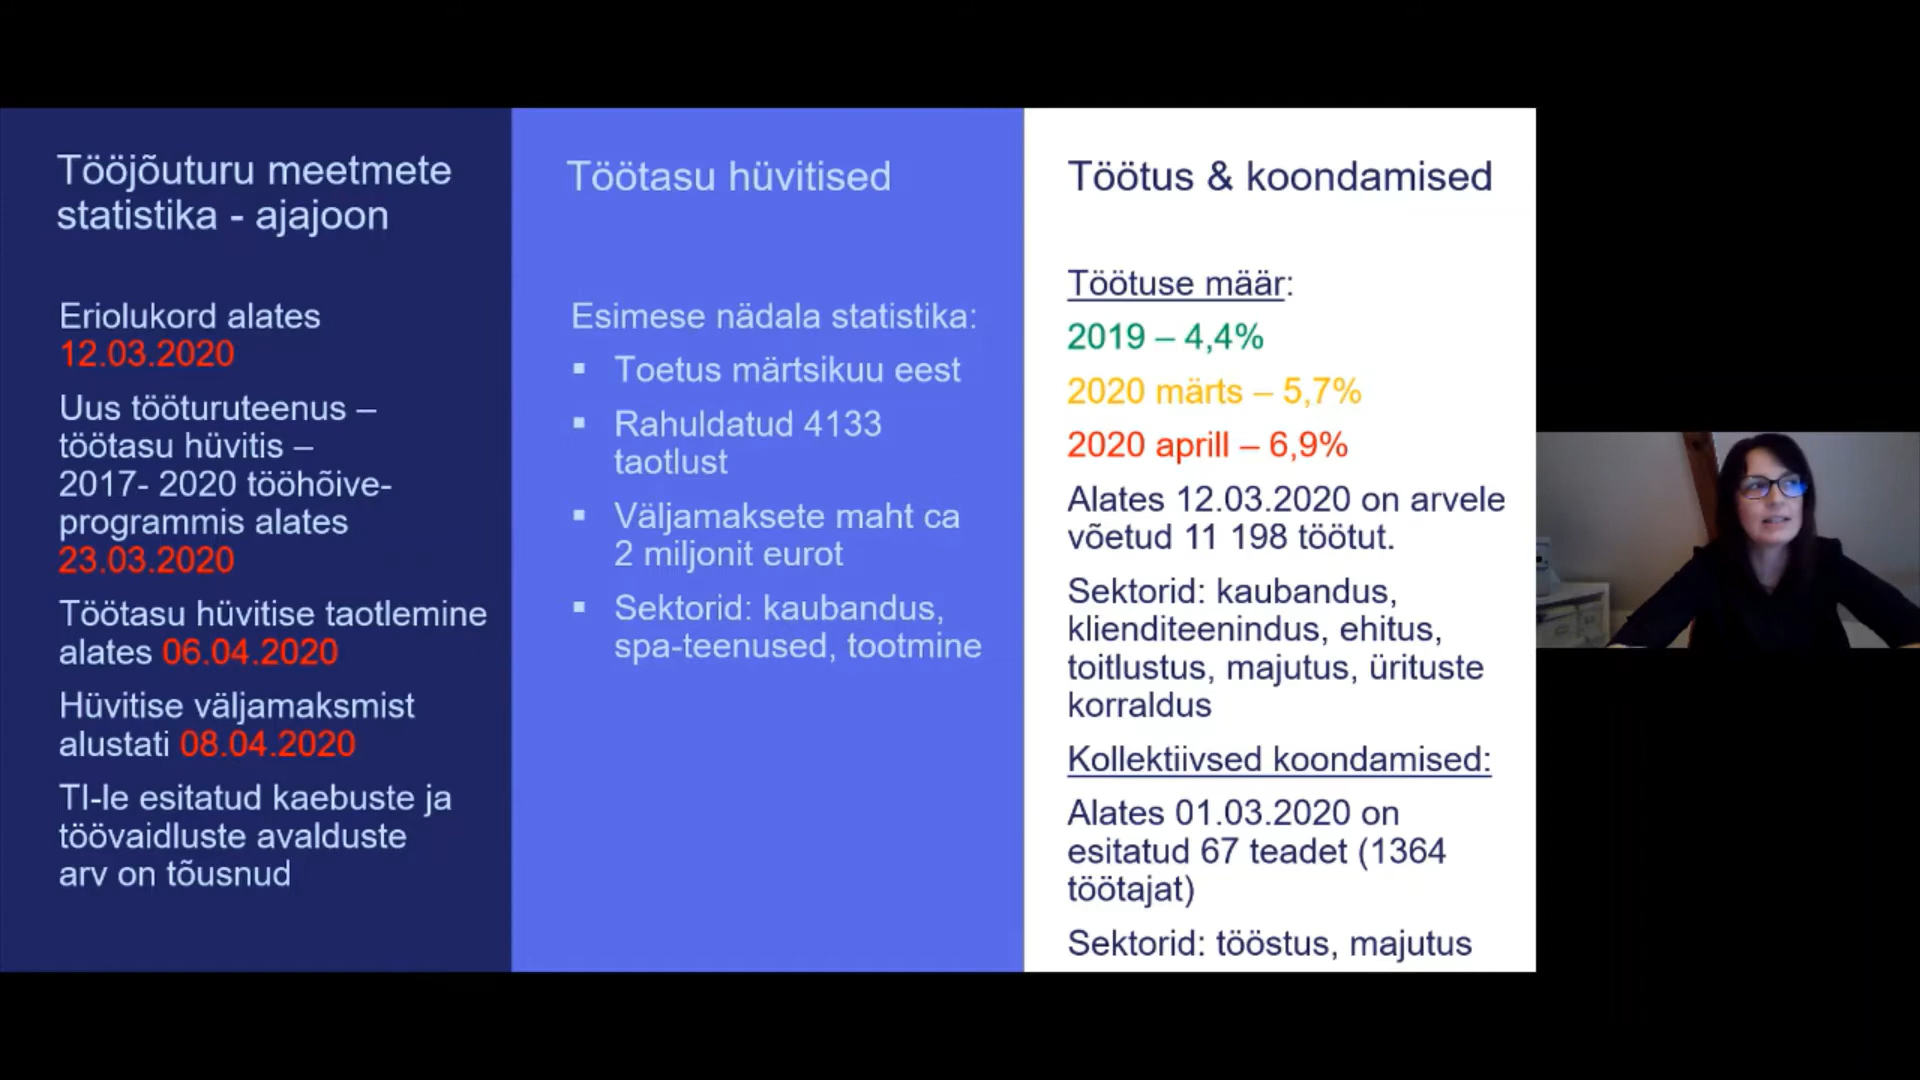 Tööjõuturu meetmete
statistika - ajajoon
Eriolukord alates
12.03.2020
Uus tööturuteenus –
töötasu hüvitis –
2017- 2020 tööhõive-
programmis alates
23.03.2020
Töötasu hüvitise taotlemine
alates 06.04.2020
Hüvitise väljamaksmist
alustati 08.04.2020
TI-le esitatud kaebuste ja
töövaidluste avalduste
arv on tõusnud
Töötasu hüvitised
Esimese nädala statistika:
▪ Toetus märtsikuu eest
▪ Rahuldatud 4133
taotlust
▪ Väljamaksete maht ca
2 miljonit eurot
▪ Sektorid: kaubandus,
spa-teenused, tootmine
Töötus & koondamised
Töötuse määr:
2019 – 4,4%
2020 märts – 5,7%
2020 aprill – 6,9%
Alates 12.03.2020 on arvele
võetud 11 198 töötut.
Sektorid: kaubandus,
klienditeenindus, ehitus,
toitlustus, majutus, ürituste
korraldus
Kollektiivsed koondamised:
Alates 01.03.2020 on
esitatud 67 teadet (1364
töötajat)
Sektorid: tööstus, majutus